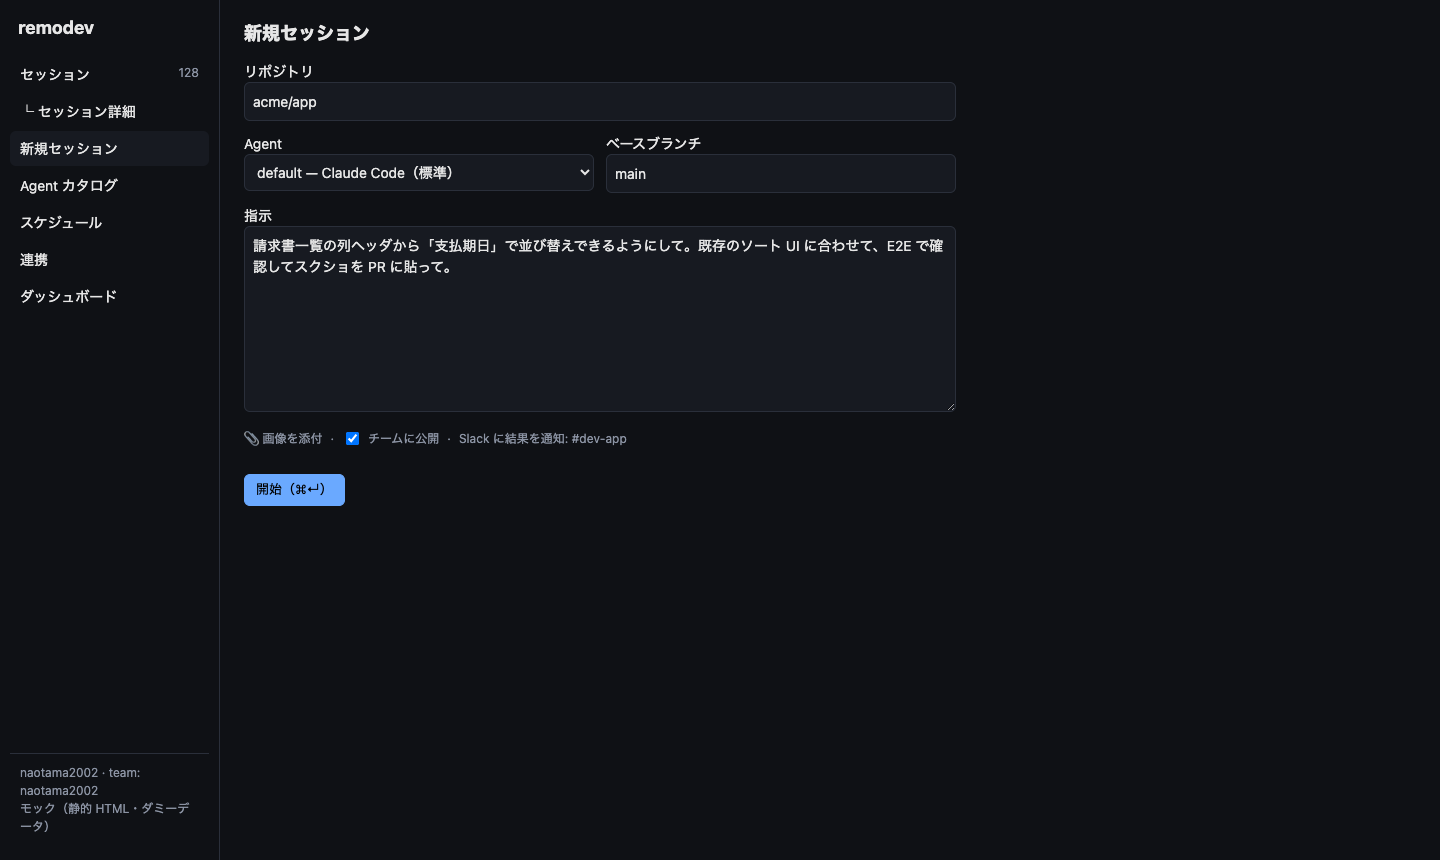 remodev
セッション 128
└ セッション詳細
新規セッション
Agent カタログ
スケジュール
連携
ダッシュボード
naotama2002 · team:
naotama2002
モック（静的 HTML・ダミーデ
ータ）
新規セッション
リポジトリ
acme/app
Agent ベースブランチ
default — Claude Code（標準） main
指示
請求書一覧の列ヘッダから「支払期日」で並び替えできるようにして。既存のソート UI に合わせて、E2E で確
認してスクショを PR に貼って。
📎 画像を添付 · チームに公開 · Slack に結果を通知: #dev-app
開始（⌘↵）